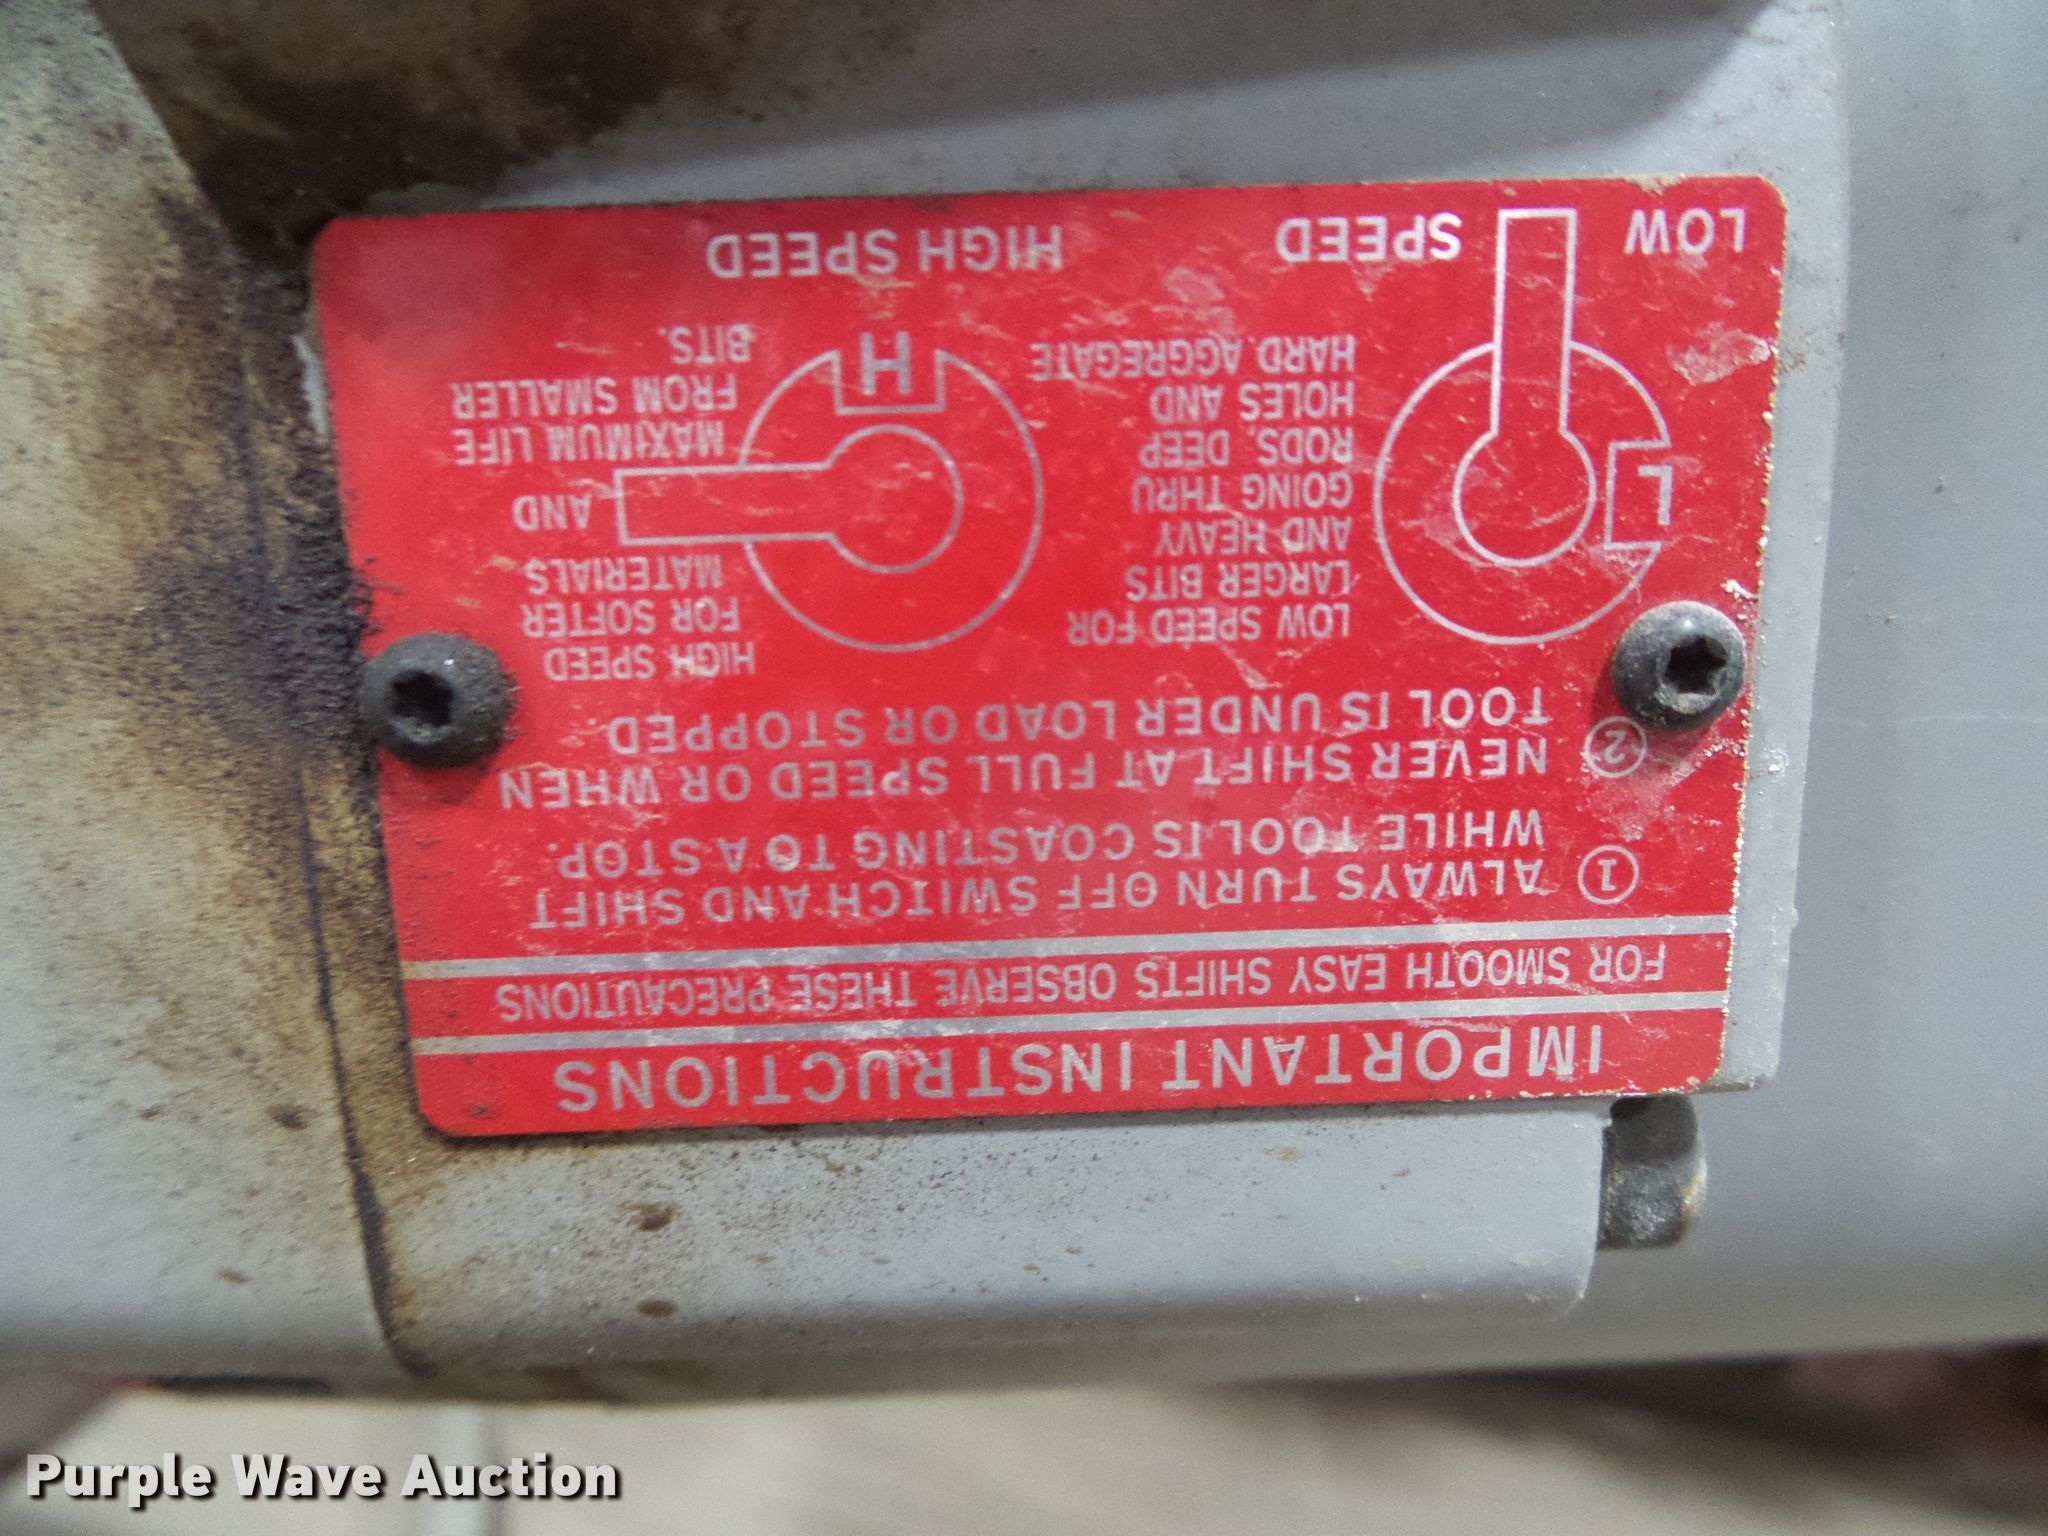 IMPORTANT INSTRUCTIONS
FOR SMOOTH EASY SHIFTS OBSERVE THESE PRECAUTIONS
1 ALWAYS TURN OFF SWITCH AND SHIFT
WHILE TOOL IS COASTING TO A STOP.
2 NEVER SHIFT AT FULL SPEED OR WHEN
TOOL IS UNDER LOAD OR STOPPED
L
LOW SPEED FOR
LARGER BITS
AND HEAVY
GOING THRU
RODS, DEEP
HOLES AND
HARD AGGREGATE
LOW SPEED
H
HIGH SPEED
FOR SOFTER
MATERIALS
AND
MAXIMUM LIFE
FROM SMALLER
BITS.
HIGH SPEED
Purple Wave Auction